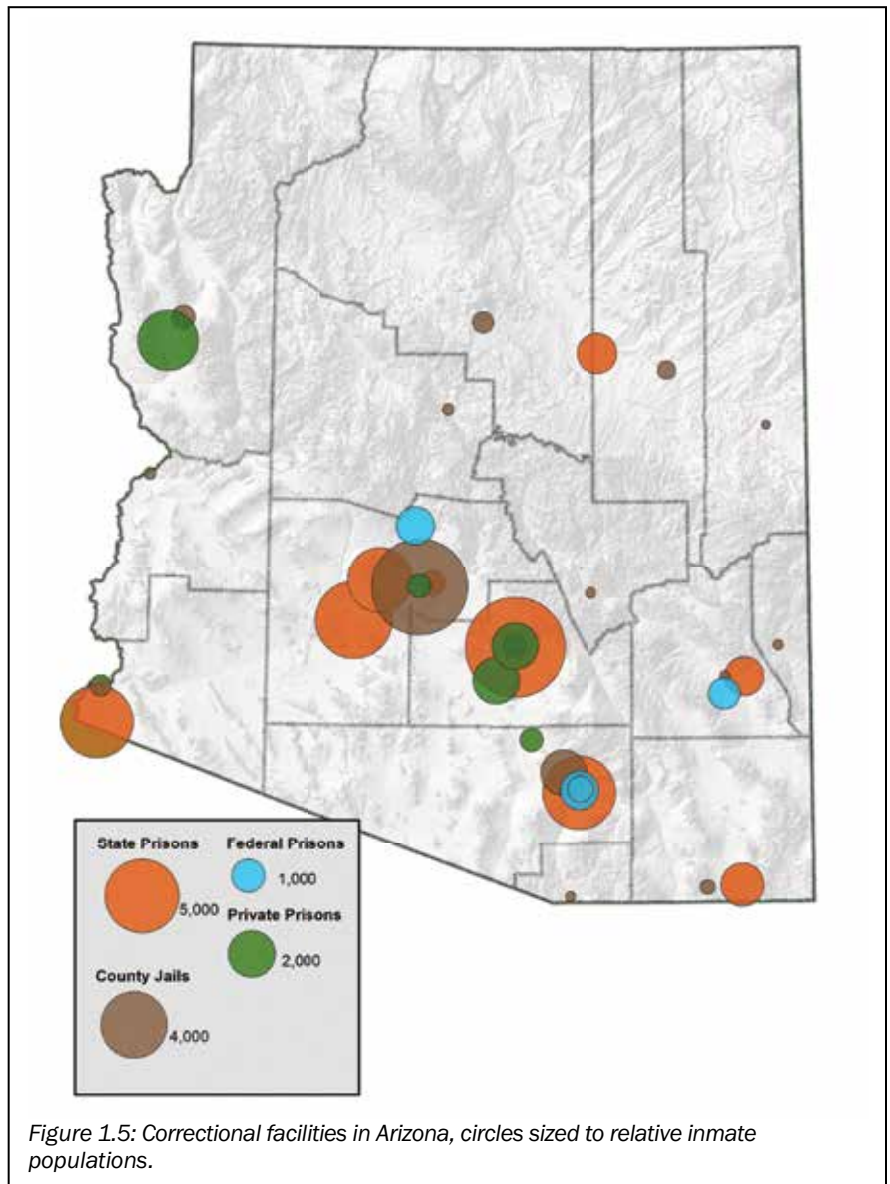 State Prisons
5,000
Federal Prisons
1,000
Private Prisons
2,000
County Jails
4,000
Figure 1.5: Correctional facilities in Arizona, circles sized to relative inmate
populations.